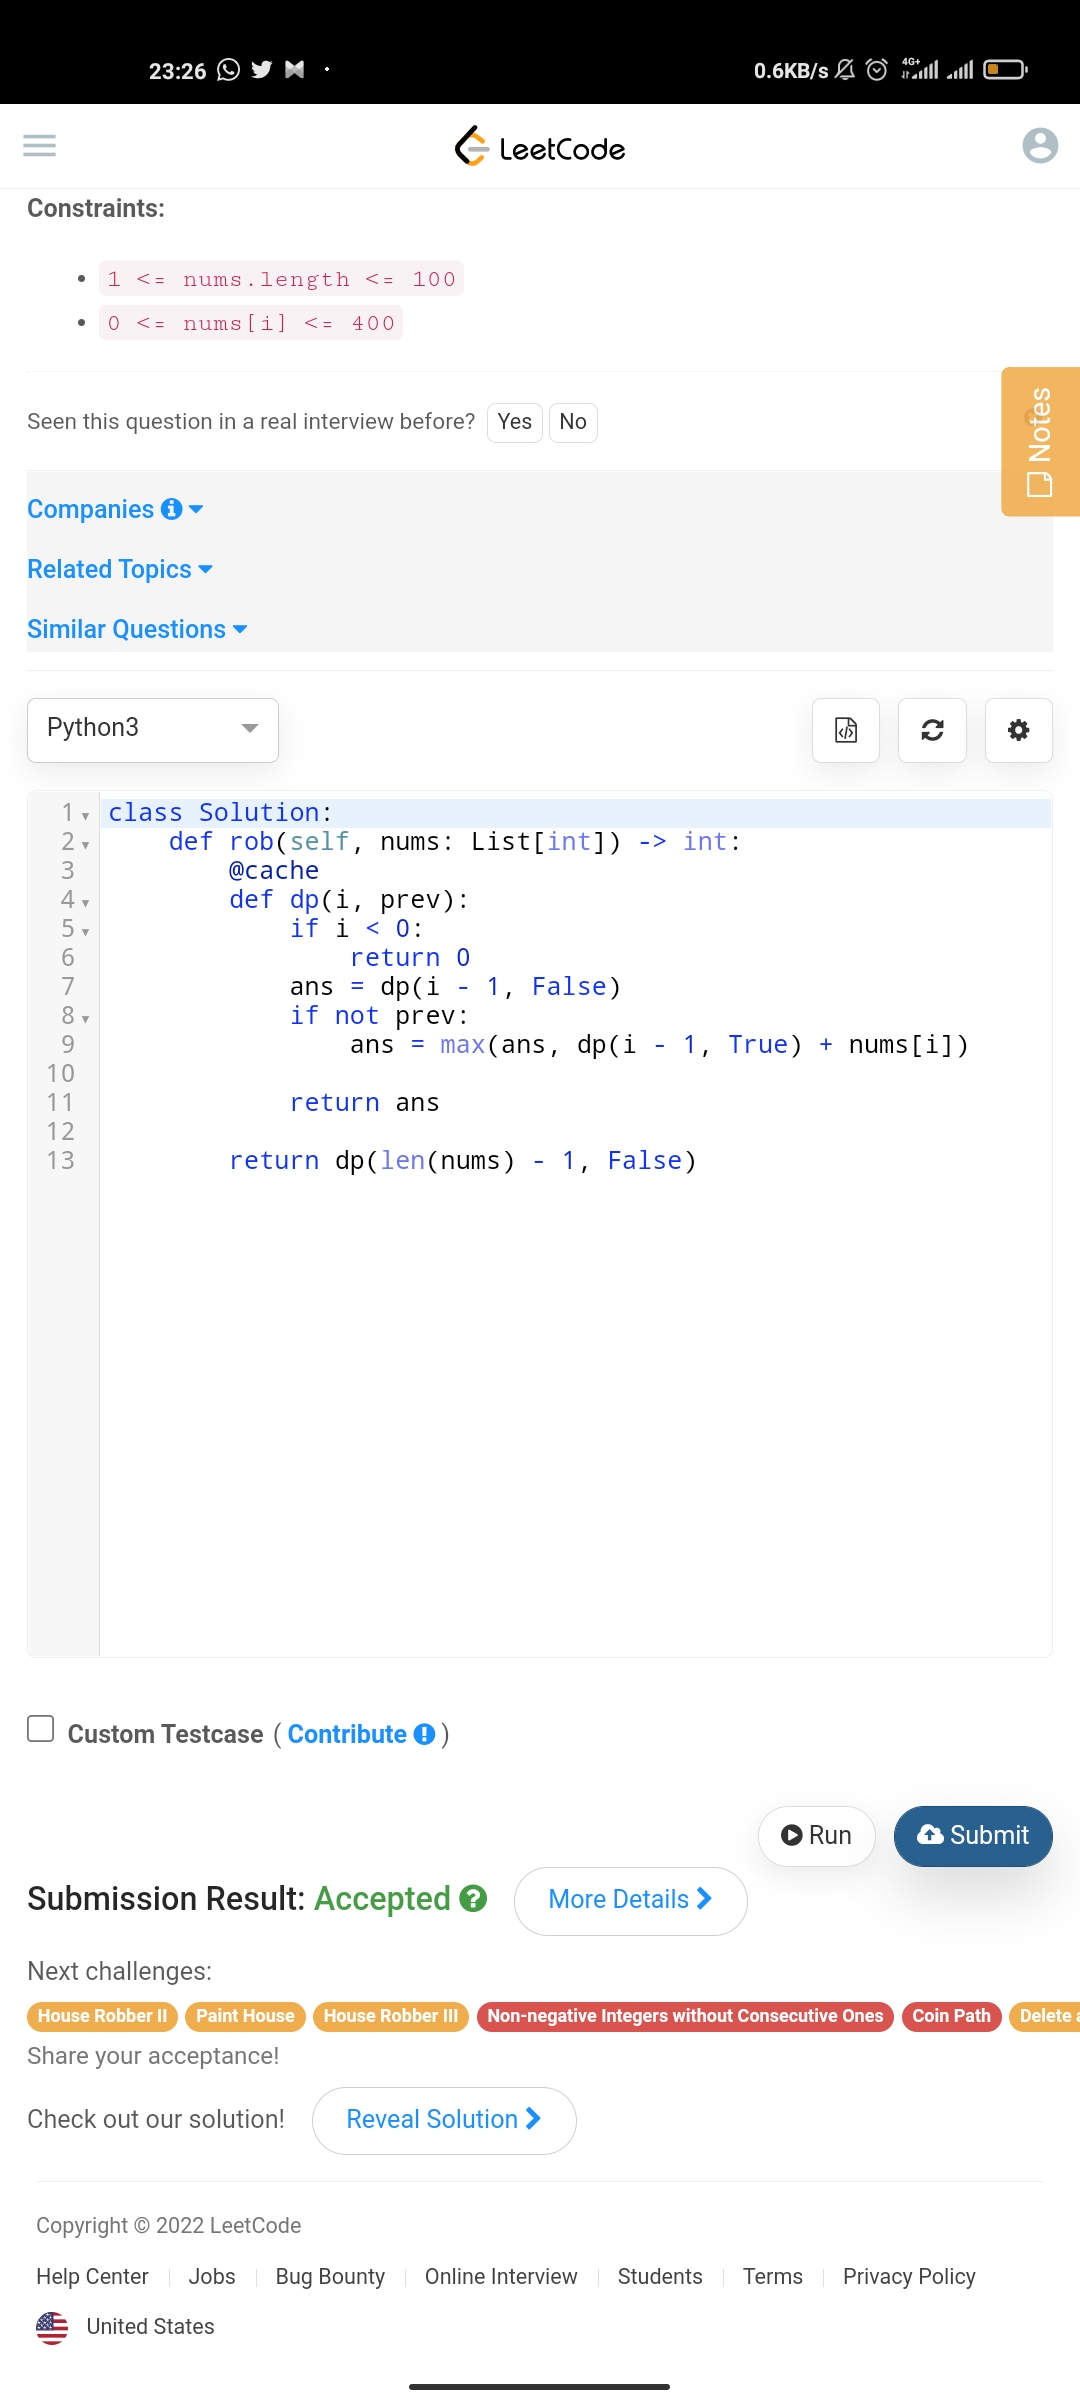 23:26 0.6KB/s 4G+
LeetCode
Constraints:
1 <= nums.length <= 100
0 <= nums[i] <= 400
Notes
Seen this question in a real interview before? Yes No
Companies
Related Topics
Similar Questions
Python3
1 class Solution:
2     def rob(self, nums: List[int]) -> int:
3         @cache
4         def dp(i, prev):
5             if i < 0:
6                 return 0
7             ans = dp(i - 1, False)
8             if not prev:
9                 ans = max(ans, dp(i - 1, True) + nums[i])
10
11             return ans
12
13         return dp(len(nums) - 1, False)
Custom Testcase ( Contribute )
Run Submit
Submission Result: Accepted More Details
Next challenges:
House Robber II Paint House House Robber III Non-negative Integers without Consecutive Ones Coin Path Delete a
Share your acceptance!
Check out our solution! Reveal Solution
Copyright © 2022 LeetCode
Help Center Jobs Bug Bounty Online Interview Students Terms Privacy Policy
United States